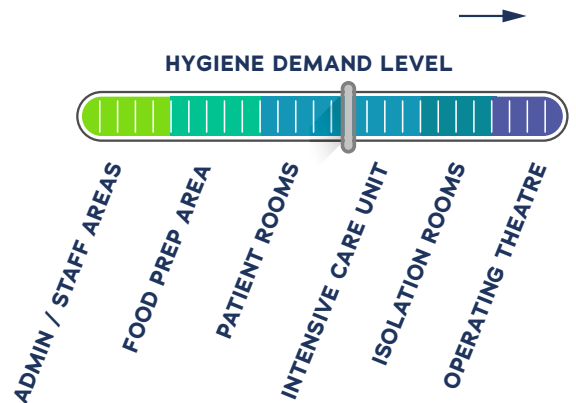 HYGIENE DEMAND LEVEL
ADMIN / STAFF AREAS
FOOD PREP AREA
PATIENT ROOMS
INTENSIVE CARE UNIT
ISOLATION ROOMS
OPERATING THEATRE